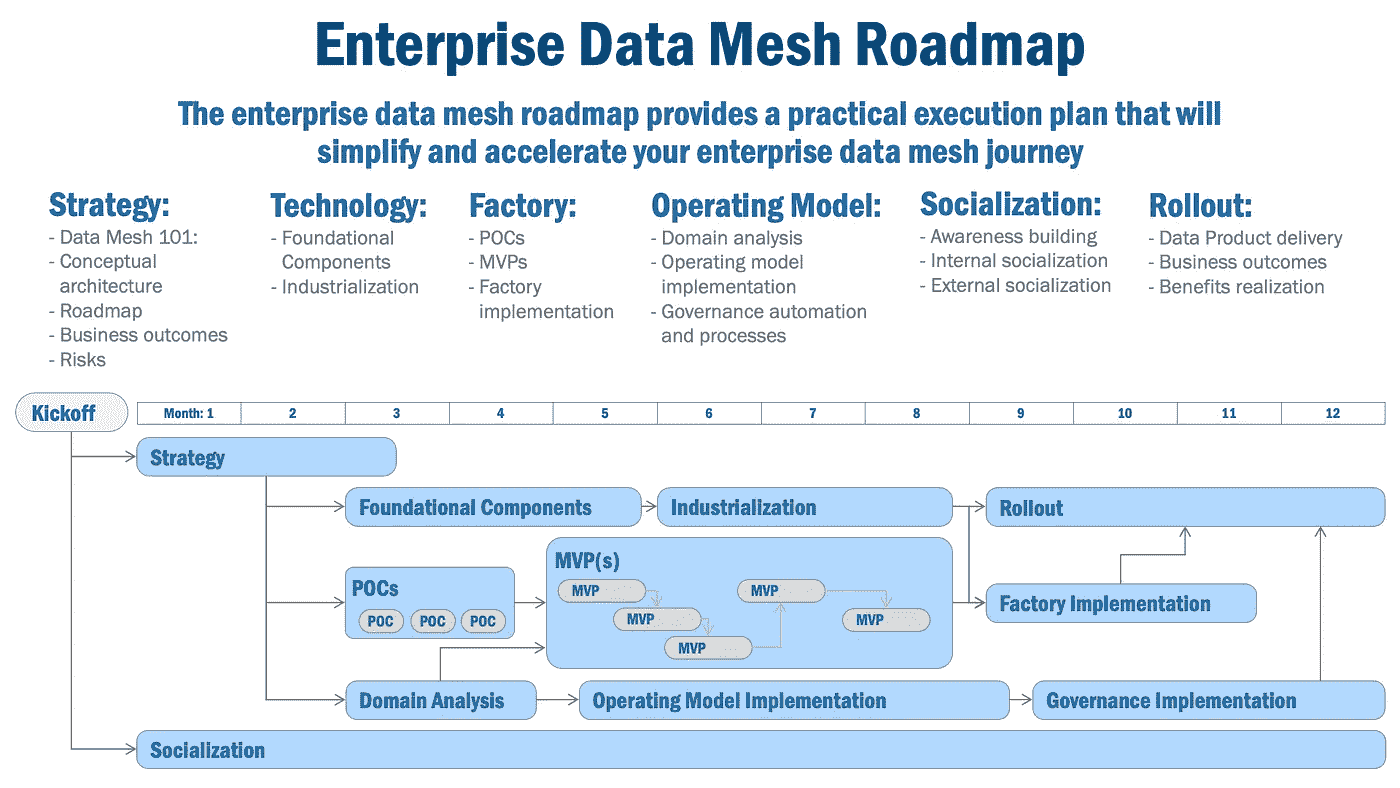 Enterprise Data Mesh Roadmap
The enterprise data mesh roadmap provides a practical execution plan that will
simplify and accelerate your enterprise data mesh journey
Strategy:
- Data Mesh 101:
- Conceptual
architecture
- Roadmap
- Business outcomes
- Risks
Technology:
- Foundational
Components
- Industrialization
Factory:
- POCs
- MVPs
- Factory
implementation
Operating Model:
- Domain analysis
- Operating model
implementation
- Governance automation
and processes
Socialization:
- Awareness building
- Internal socialization
- External socialization
Rollout:
- Data Product delivery
- Business outcomes
- Benefits realization
Kickoff
Month: 1 2 3 4 5 6 7 8 9 10 11 12
Strategy
Foundational Components
Industrialization
Rollout
POCs
POC POC POC
MVP(s)
MVP
MVP
MVP
MVP
MVP
Factory Implementation
Domain Analysis
Operating Model Implementation
Governance Implementation
Socialization